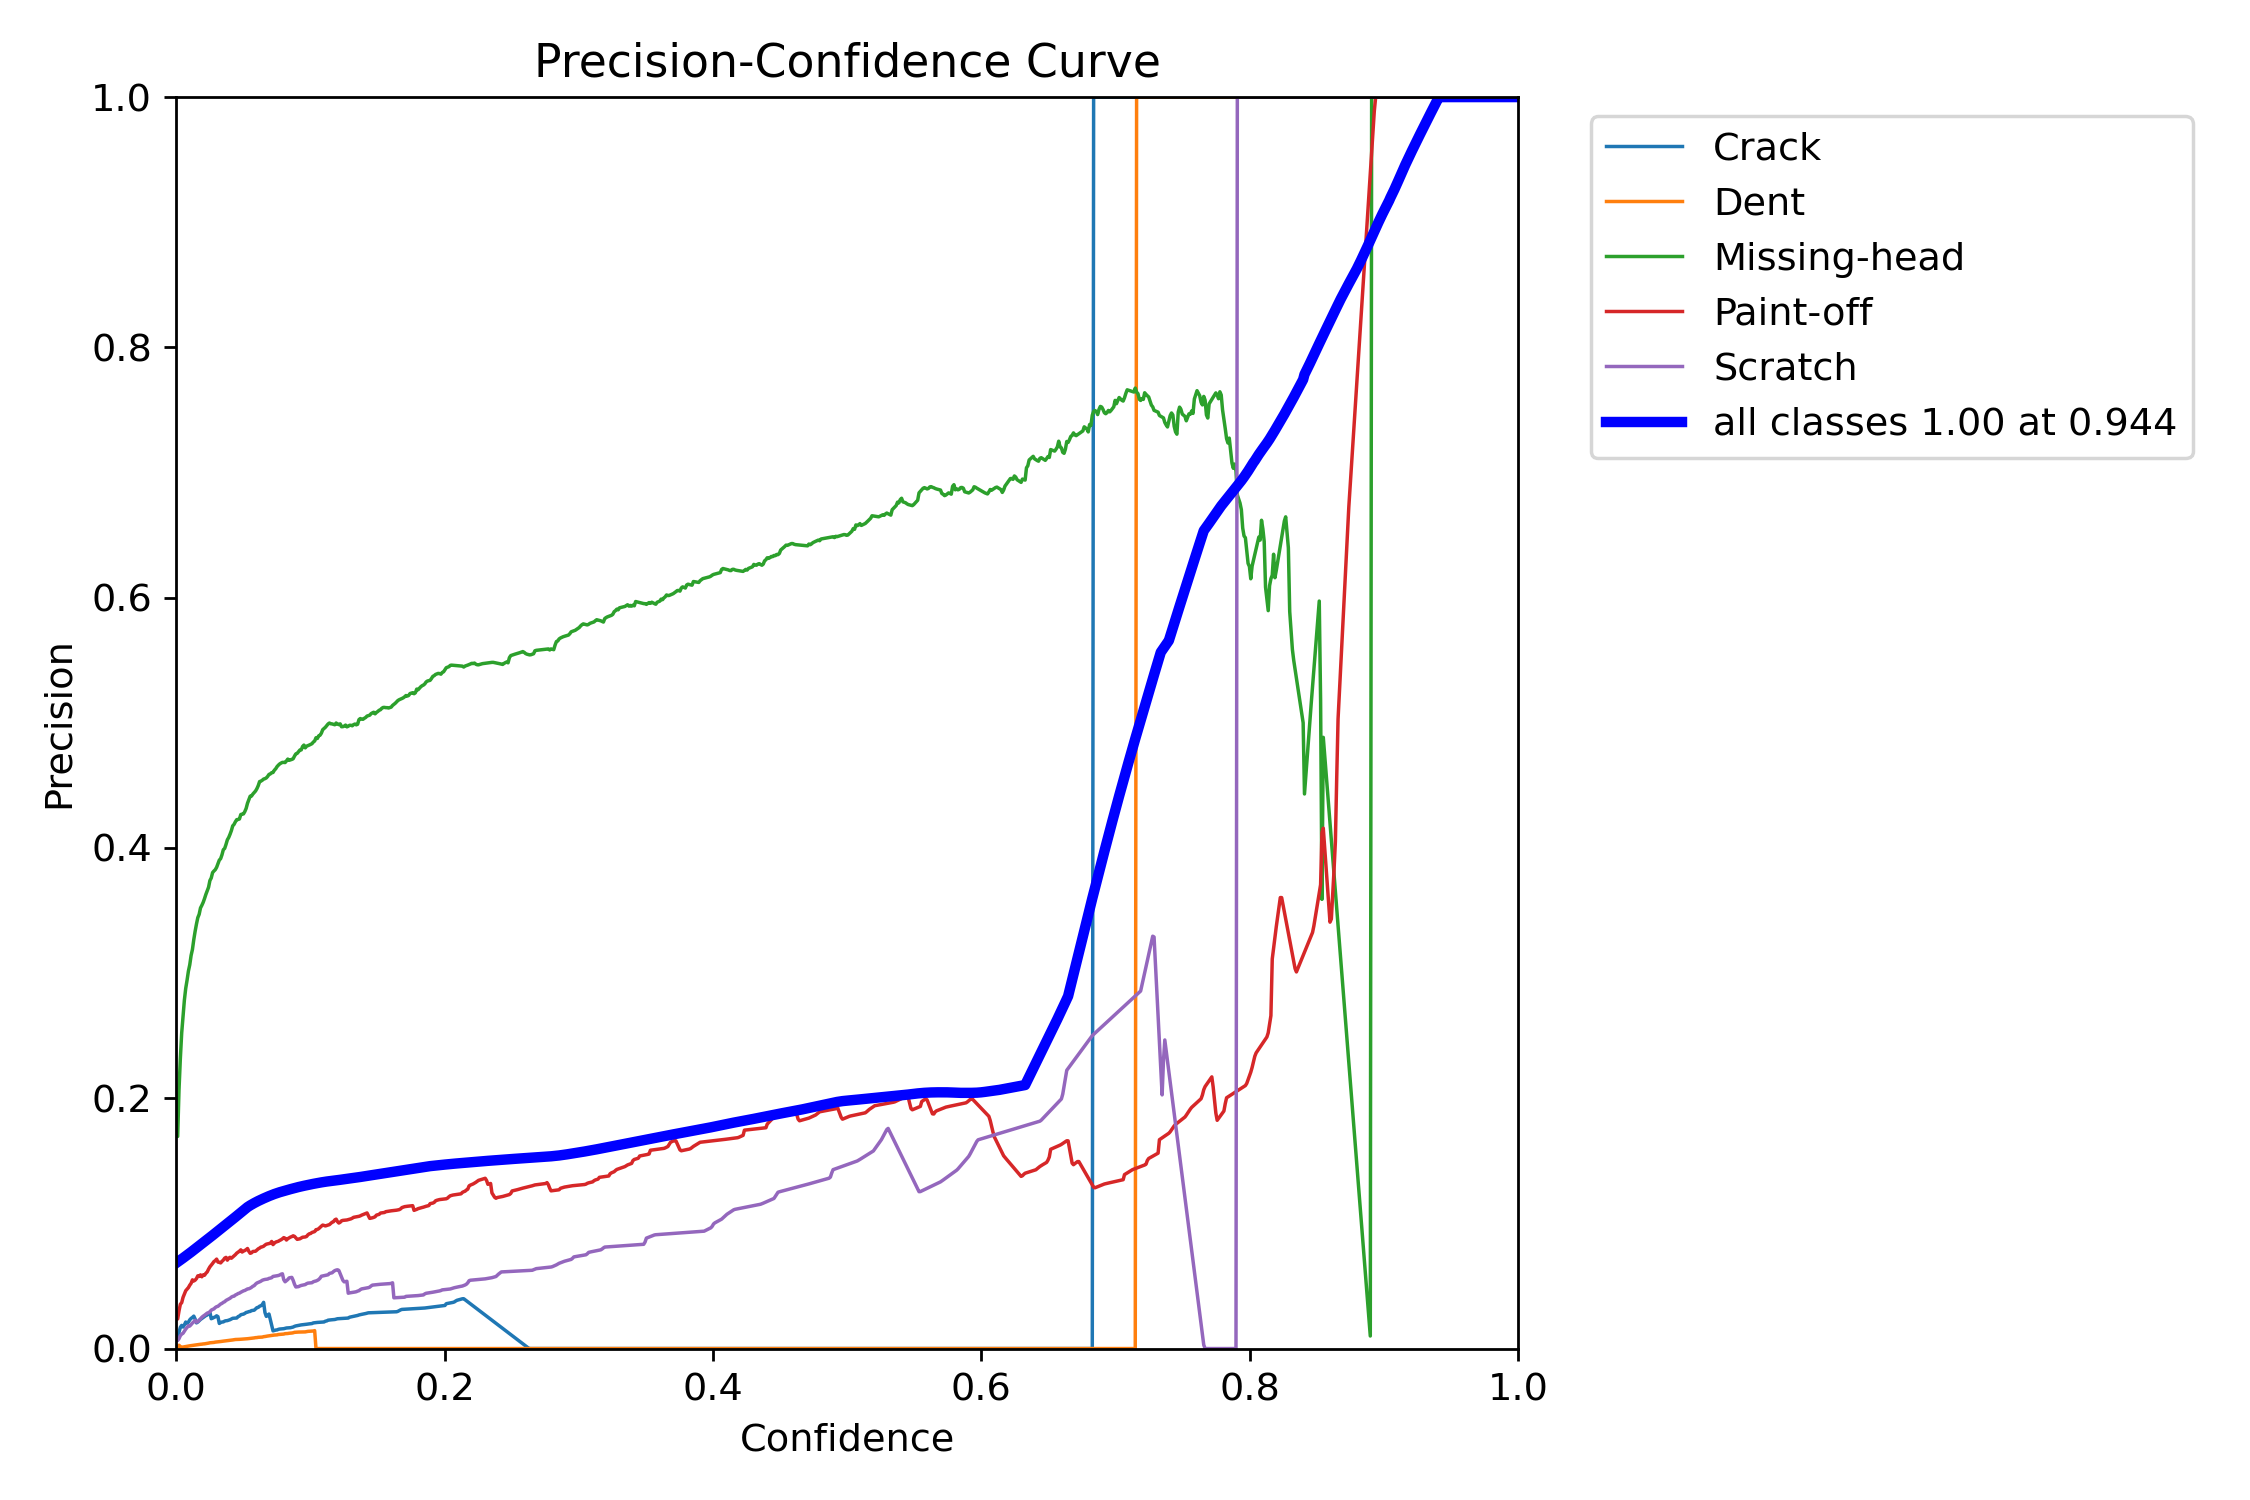 Precision-Confidence Curve
1.0
0.8
0.6
0.4
0.2
0.0
Precision
0.0 0.2 0.4 0.6 0.8 1.0
Confidence
Crack
Dent
Missing-head
Paint-off
Scratch
all classes 1.00 at 0.944